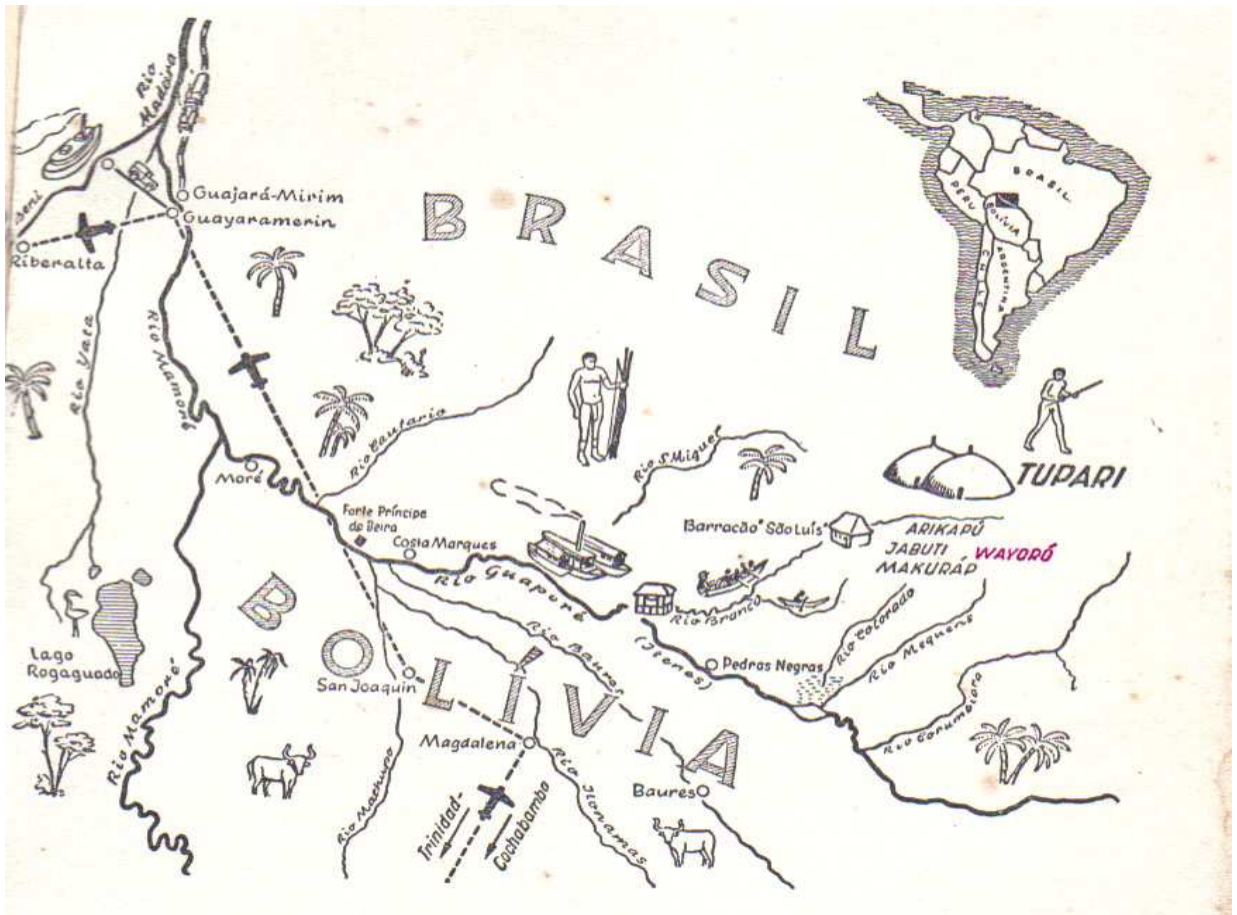 Rio Madeira
Beni
Guajará-Mirim
Guayaramerin
Riberalta
BRASIL
BRASIL
PERU
BOLÍVIA
CHILE
ARGENTINA
Rio Yata
Rio Mamoré
Rio Cautario
Moré
Rio S. Miguel
TUPARI
Forte Príncipe
da Beira
Costa Marques
Barracão "São Luís"
ARIKAPÚ
JABUTI
WAYORÓ
MAKURÁP
Rio Guaporé
Rio Branco
Rio Colorado
Rio Mequens
(Itenes)
Rio Baures
Pedras Negras
Lago
Rogaguado
BOLÍVIA
San Joaquin
Rio Mamoré
Rio Corumbiara
Magdalena
Rio Machupo
Rio Itonamas
Baures
Trinidad-
Cochabamba